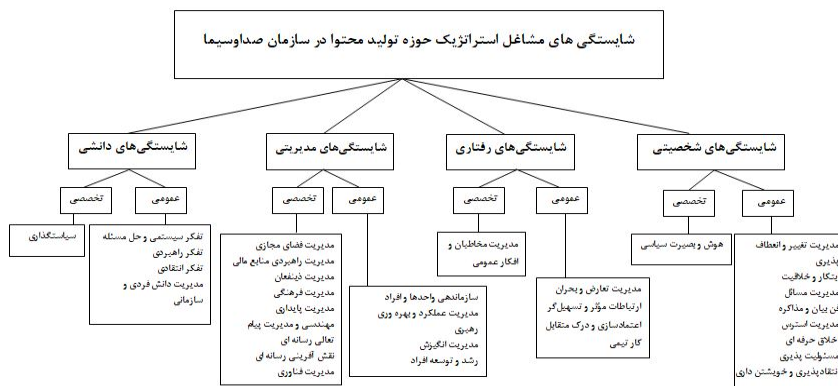 شایستگی های مشاغل استراتژیک حوزه تولید محتوا در سازمان صداوسیما
شایستگی‌های شخصیتی
عمومی
مدیریت تغییر و انعطاف
پذیری
ابتکار و خلاقیت
مدیریت مسائل
فن بیان و مذاکره
مدیریت استرس
اخلاق حرفه ای
مسئولیت پذیری
انتقادپذیری و خویشتن داری
تخصصی
هوش و بصیرت سیاسی
شایستگی‌های رفتاری
عمومی
مدیریت تعارض و بحران
ارتباطات مؤثر و تسهیل‌گر
اعتمادسازی و درک متقابل
کار تیمی
تخصصی
مدیریت مخاطبان و
افکار عمومی
شایستگی‌های مدیریتی
عمومی
سازماندهی واحدها و افراد
مدیریت عملکرد و بهره وری
رهبری
مدیریت انگیزش
رشد و توسعه افراد
تخصصی
مدیریت فضای مجازی
مدیریت راهبردی منابع مالی
مدیریت ذینفعان
مدیریت فرهنگی
مدیریت پایداری
مهندسی و مدیریت پیام
تعالی رسانه ای
نقش آفرینی رسانه ای
مدیریت فناوری
شایستگی‌های دانشی
عمومی
تفکر سیستمی و حل مسئله
تفکر راهبردی
تفکر انتقادی
مدیریت دانش فردی و
سازمانی
تخصصی
سیاستگذاری